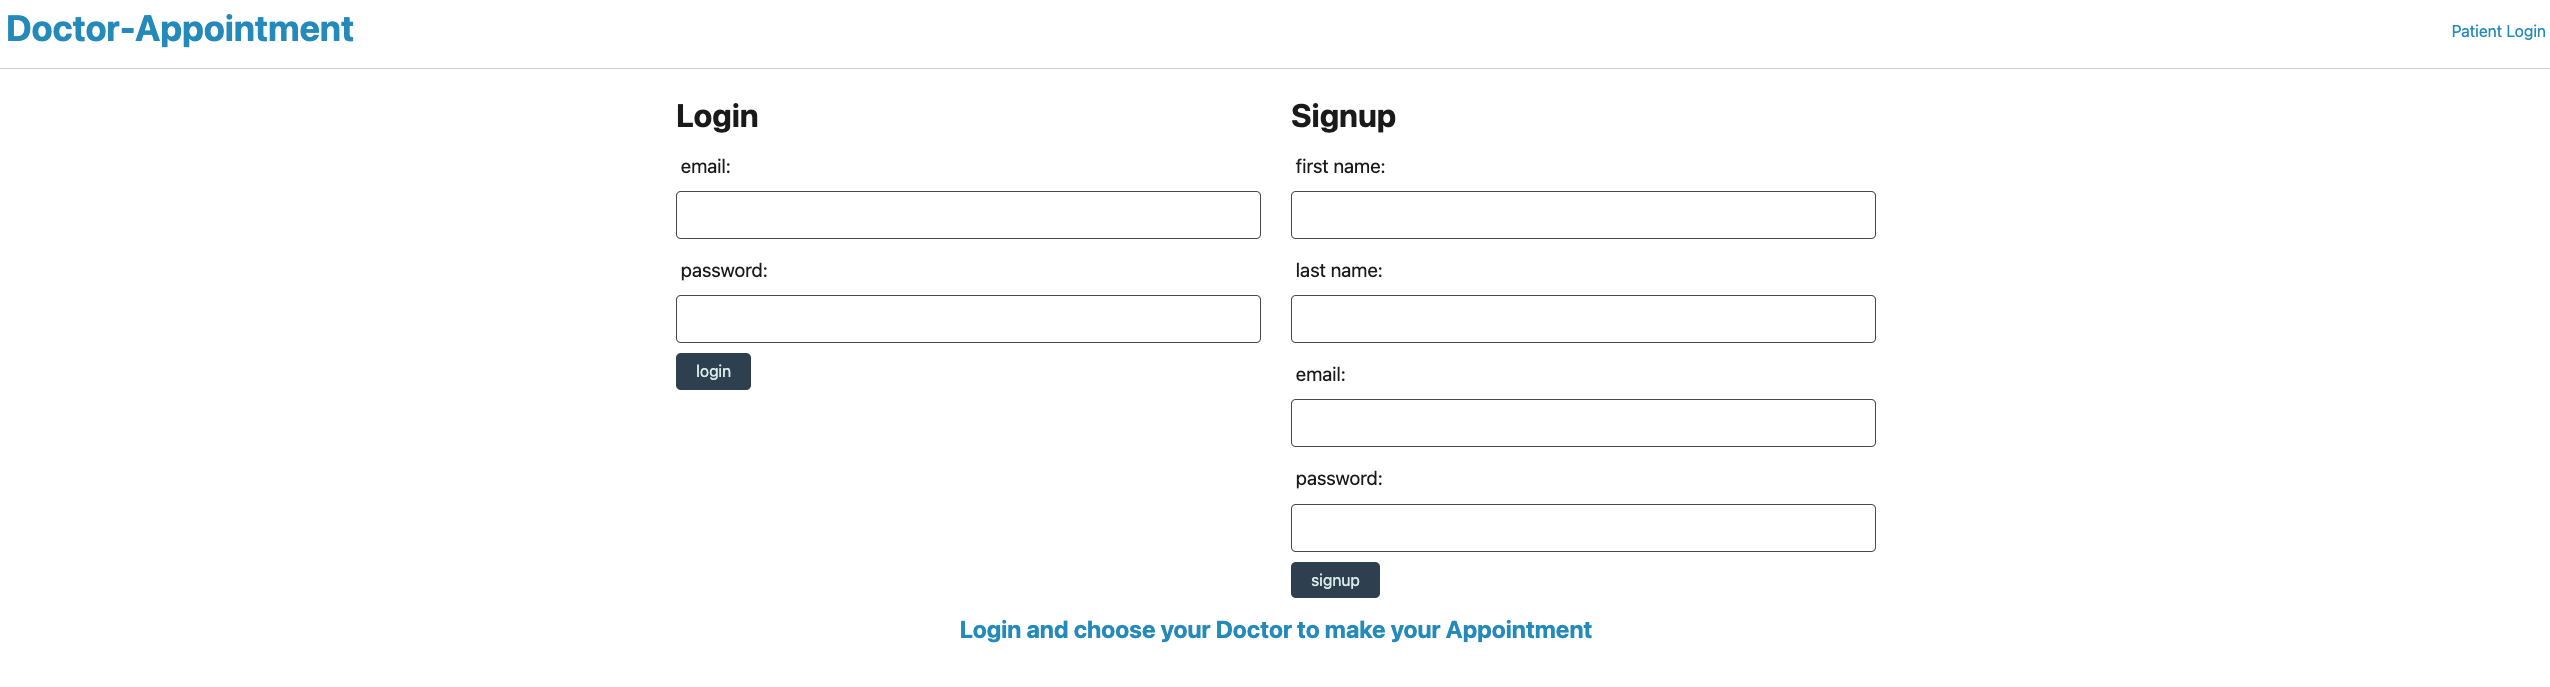 Doctor-Appointment
Patient Login
Login
email:
password:
login
Signup
first name:
last name:
email:
password:
signup
Login and choose your Doctor to make your Appointment